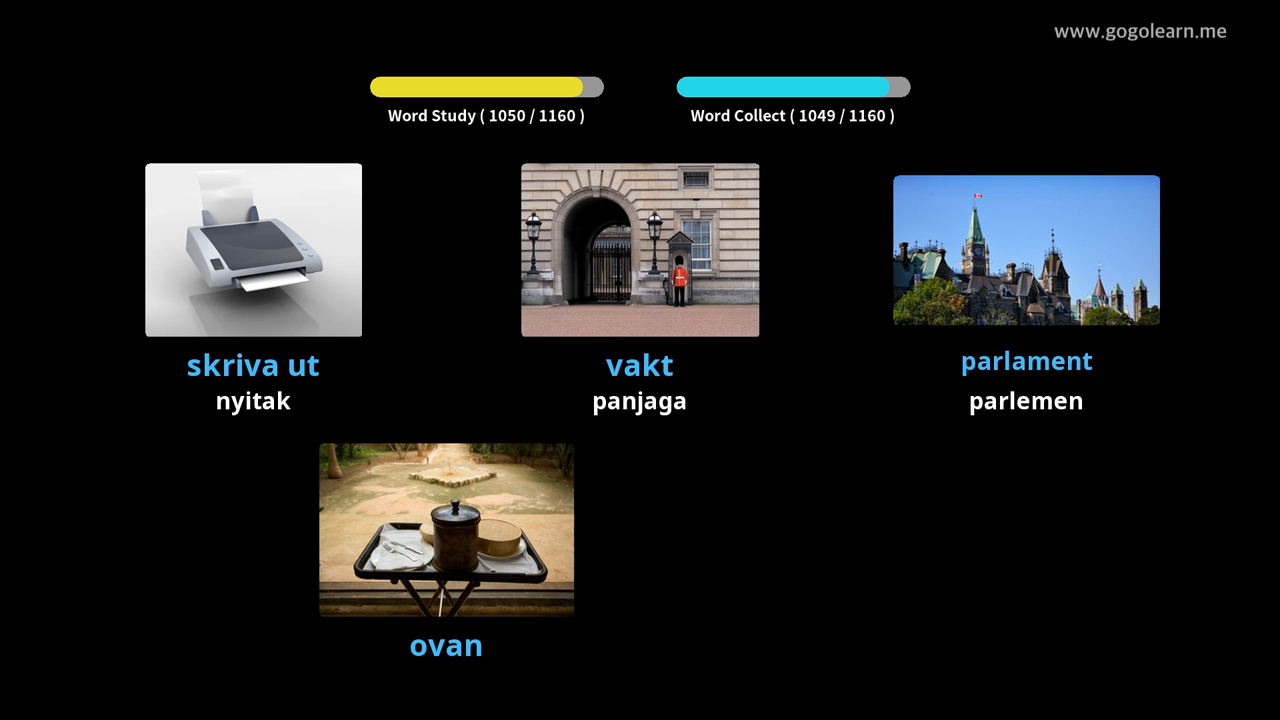 www.gogolearn.me
Word Study ( 1050 / 1160 )
Word Collect ( 1049 / 1160 )
skriva ut
nyitak
vakt
panjaga
parlament
parlemen
ovan